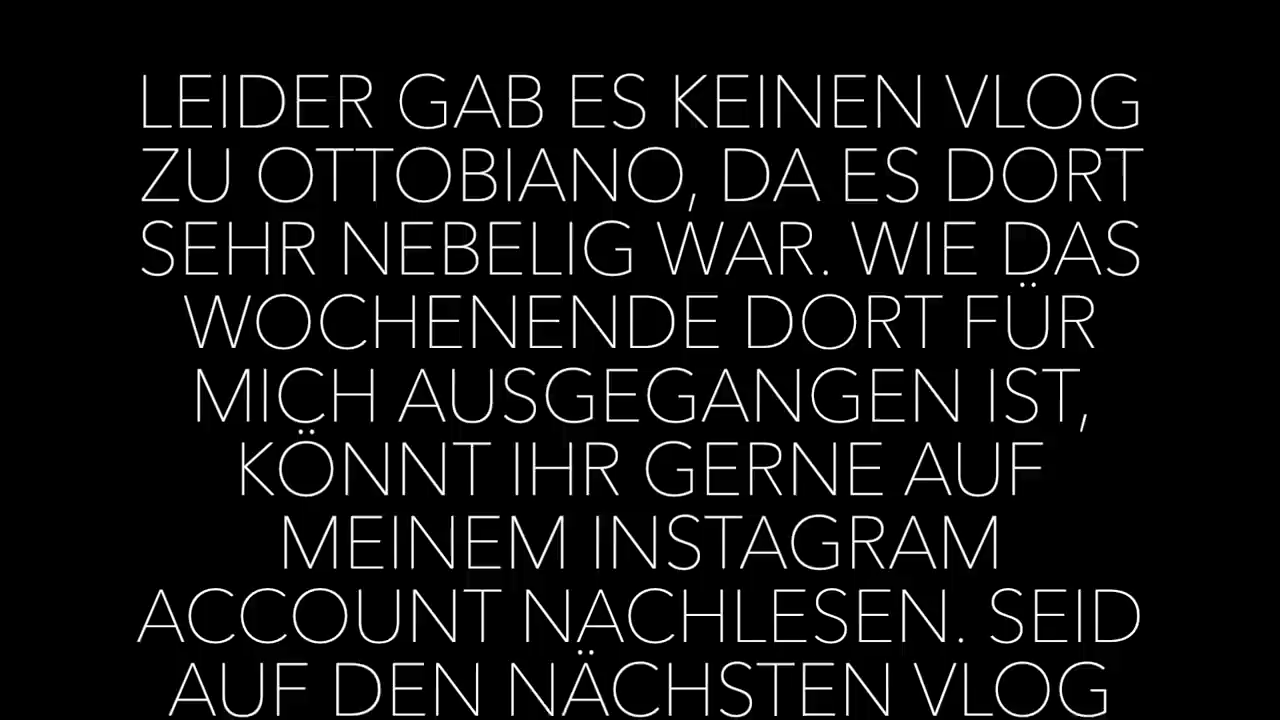 LEIDER GAB ES KEINEN VLOG
ZU OTTOBIANO, DA ES DORT
SEHR NEBELIG WAR. WIE DAS
WOCHENENDE DORT FÜR
MICH AUSGEGANGEN IST,
KÖNNT IHR GERNE AUF
MEINEM INSTAGRAM
ACCOUNT NACHLESEN. SEID
AUF DEN NÄCHSTEN VLOG